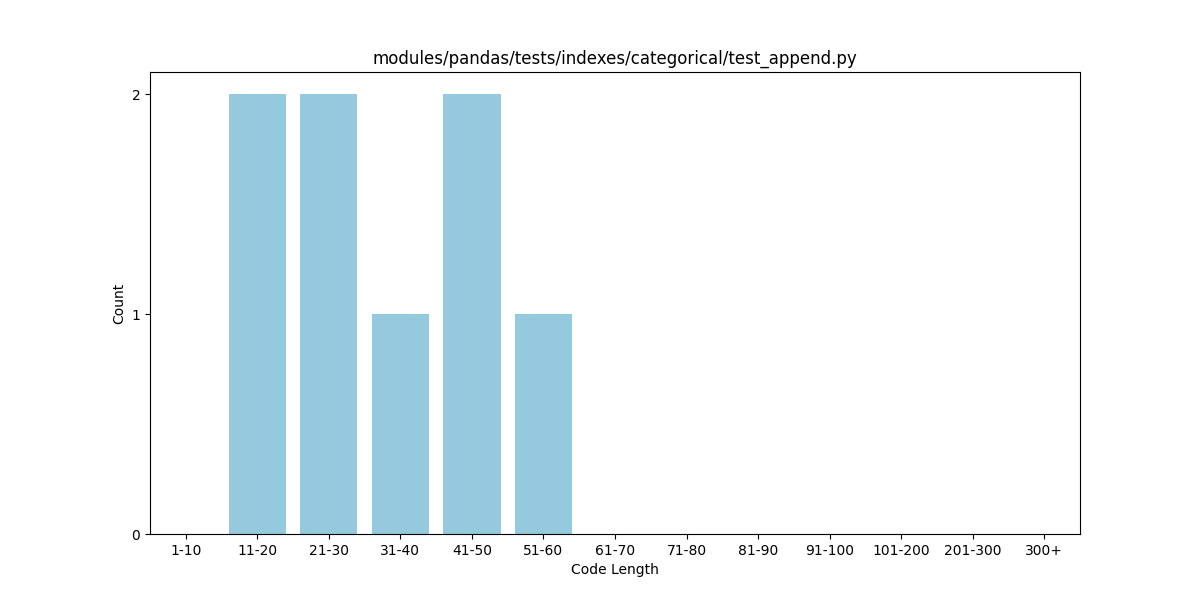 modules/pandas/tests/indexes/categorical/test_append.py
2
1
0
Count
1-10 11-20 21-30 31-40 41-50 51-60 61-70 71-80 81-90 91-100 101-200 201-300 300+
Code Length